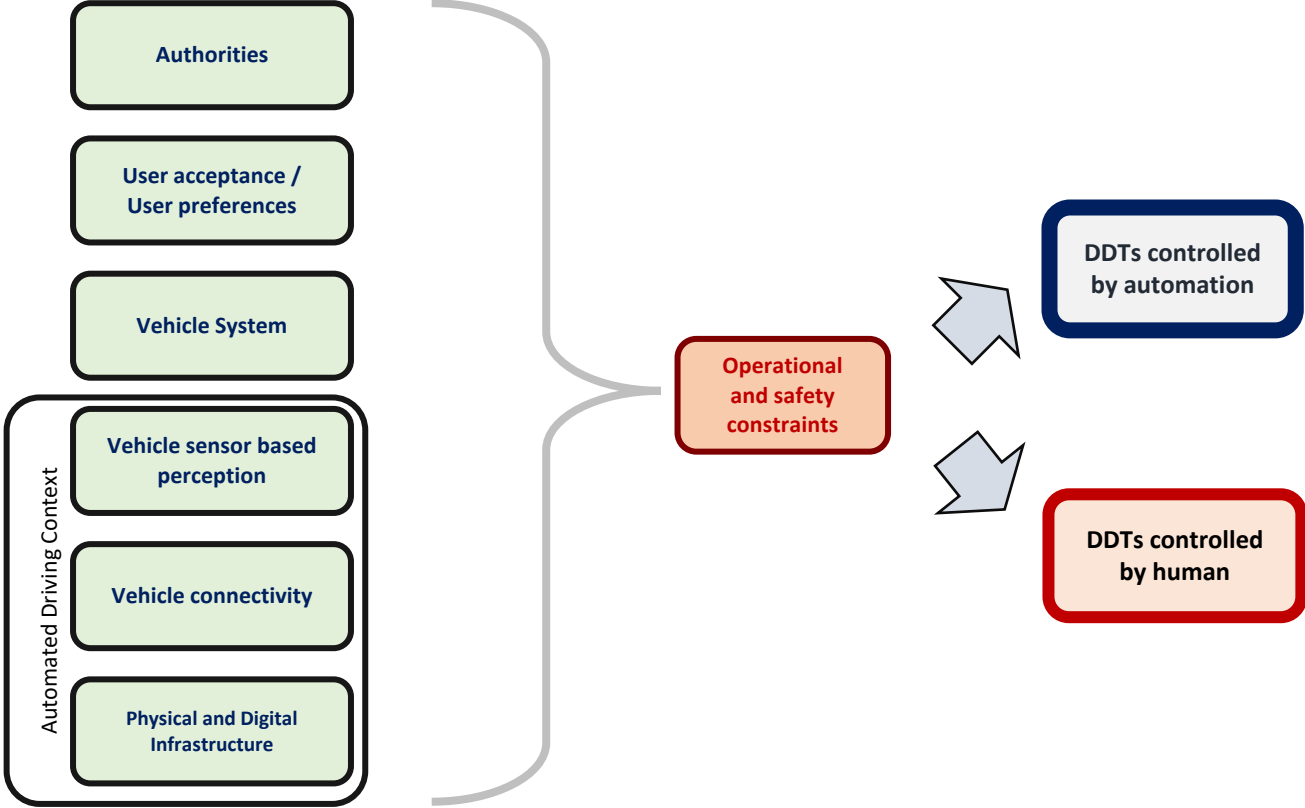 Authorities
User acceptance /
User preferences
Vehicle System
Automated Driving Context
Vehicle sensor based
perception
Vehicle connectivity
Physical and Digital
Infrastructure
Operational
and safety
constraints
DDTs controlled
by automation
DDTs controlled
by human